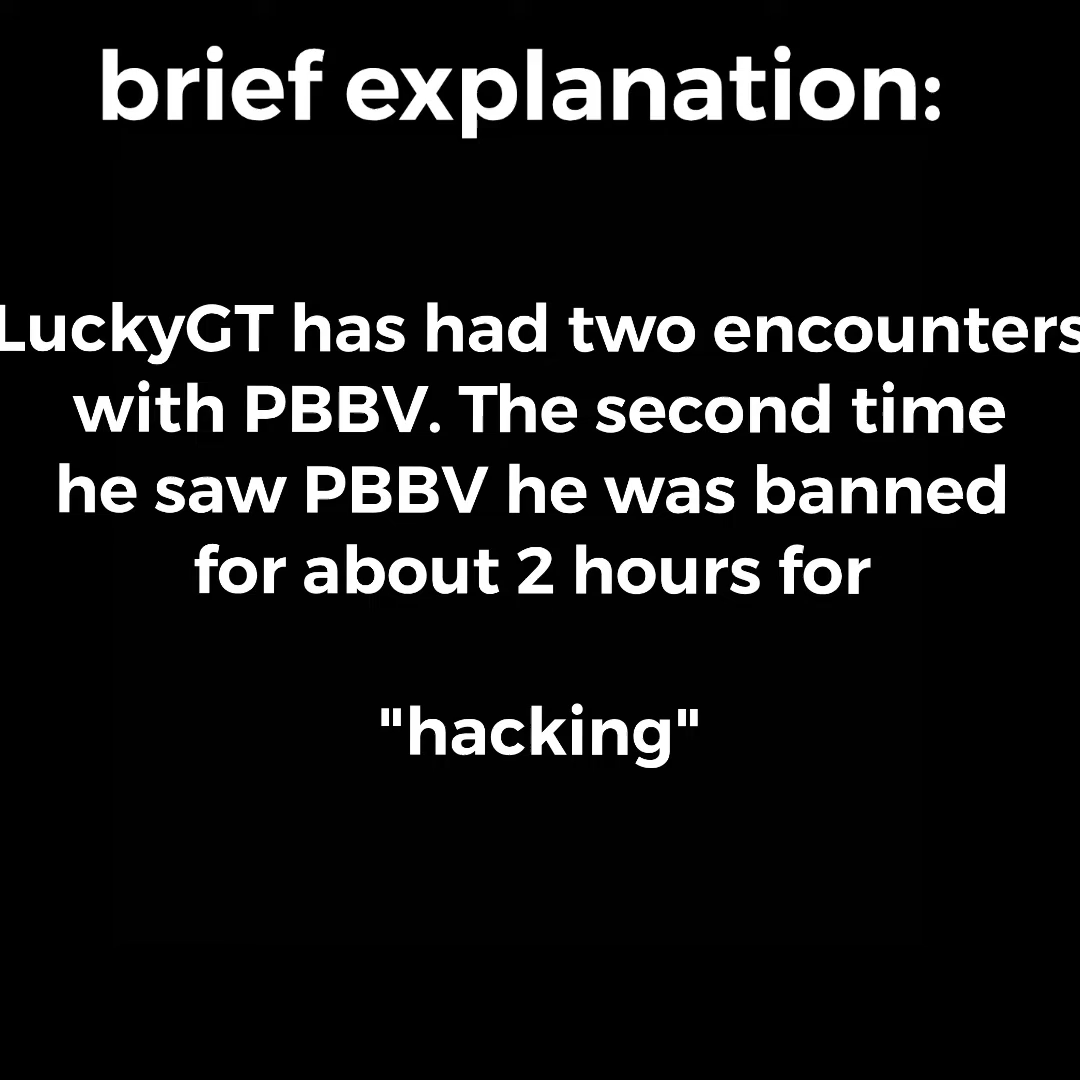 brief explanation:
LuckyGT has had two encounters
with PBBV. The second time
he saw PBBV he was banned
for about 2 hours for
"hacking"